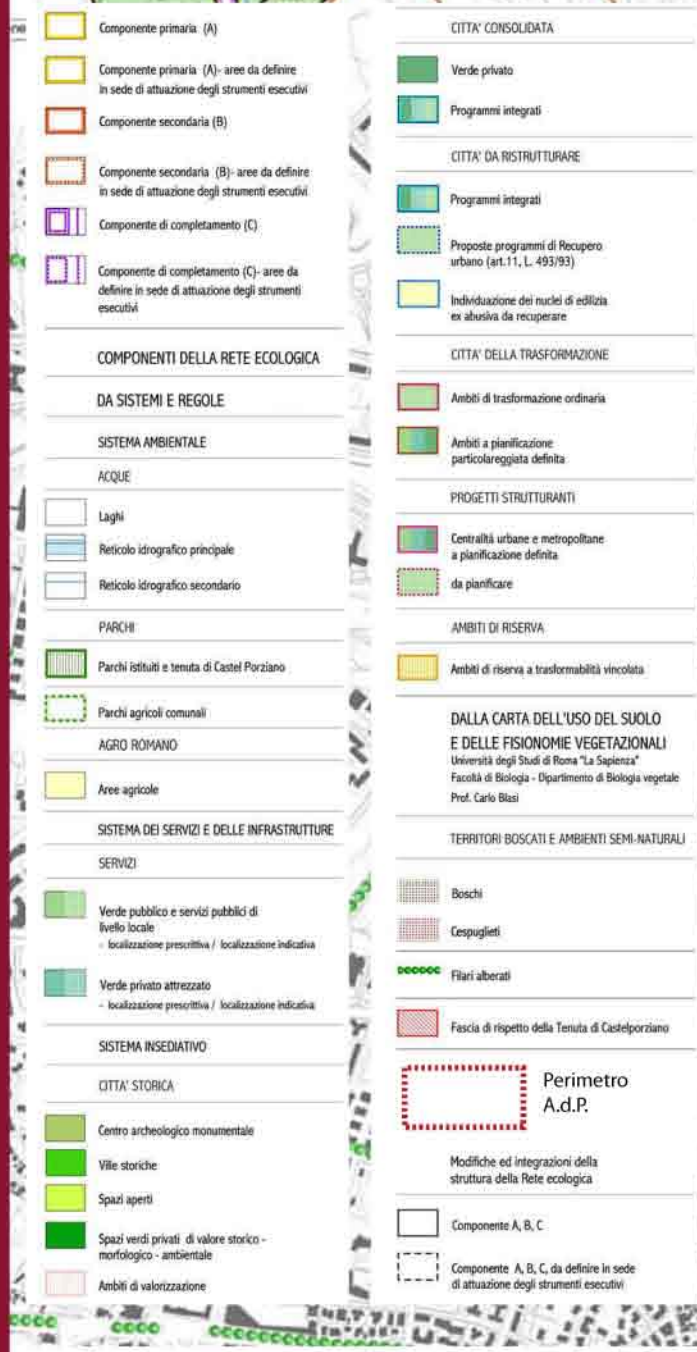 Componente primaria (A)
Componente primaria (A)- aree da definire
in sede di attuazione degli strumenti esecutivi
Componente secondaria (B)
Componente secondaria (B)- aree da definire
in sede di attuazione degli strumenti esecutivi
Componente di completamento (C)
Componente di completamento (C)- aree da
definire in sede di attuazione degli strumenti
esecutivi
COMPONENTI DELLA RETE ECOLOGICA
DA SISTEMI E REGOLE
SISTEMA AMBIENTALE
ACQUE
Laghi
Reticolo idrografico principale
Reticolo idrografico secondario
PARCHI
Parchi istituiti e tenuta di Castel Porziano
Parchi agricoli comunali
AGRO ROMANO
Aree agricole
SISTEMA DEI SERVIZI E DELLE INFRASTRUTTURE
SERVIZI
Verde pubblico e servizi pubblici di
livello locale
- localizzazione prescrittiva / localizzazione indicativa
Verde privato attrezzato
- localizzazione prescrittiva / localizzazione indicativa
SISTEMA INSEDIATIVO
CITTA' STORICA
Centro archeologico monumentale
Ville storiche
Spazi aperti
Spazi verdi privati di valore storico -
morfologico - ambientale
Ambiti di valorizzazione
CITTA' CONSOLIDATA
Verde privato
Programmi integrati
CITTA' DA RISTRUTTURARE
Programmi integrati
Proposte programmi di Recupero
urbano (art.11, L. 493/93)
Individuazione dei nuclei di edilizia
ex abusiva da recuperare
CITTA' DELLA TRASFORMAZIONE
Ambiti di trasformazione ordinaria
Ambiti a pianificazione
particolareggiata definita
PROGETTI STRUTTURANTI
Centralità urbane e metropolitane
a pianificazione definita
da pianificare
AMBITI DI RISERVA
Ambiti di riserva a trasformabilità vincolata
DALLA CARTA DELL'USO DEL SUOLO
E DELLE FISIONOMIE VEGETAZIONALI
Università degli Studi di Roma "La Sapienza"
Facoltà di Biologia - Dipartimento di Biologia vegetale
Prof. Carlo Blasi
TERRITORI BOSCATI E AMBIENTI SEMI-NATURALI
Boschi
Cespuglieti
Filari alberati
Fascia di rispetto della Tenuta di Castelporziano
Perimetro
A.d.P.
Modifiche ed integrazioni della
struttura della Rete ecologica
Componente A, B, C
Componente A, B, C, da definire in sede
di attuazione degli strumenti esecutivi